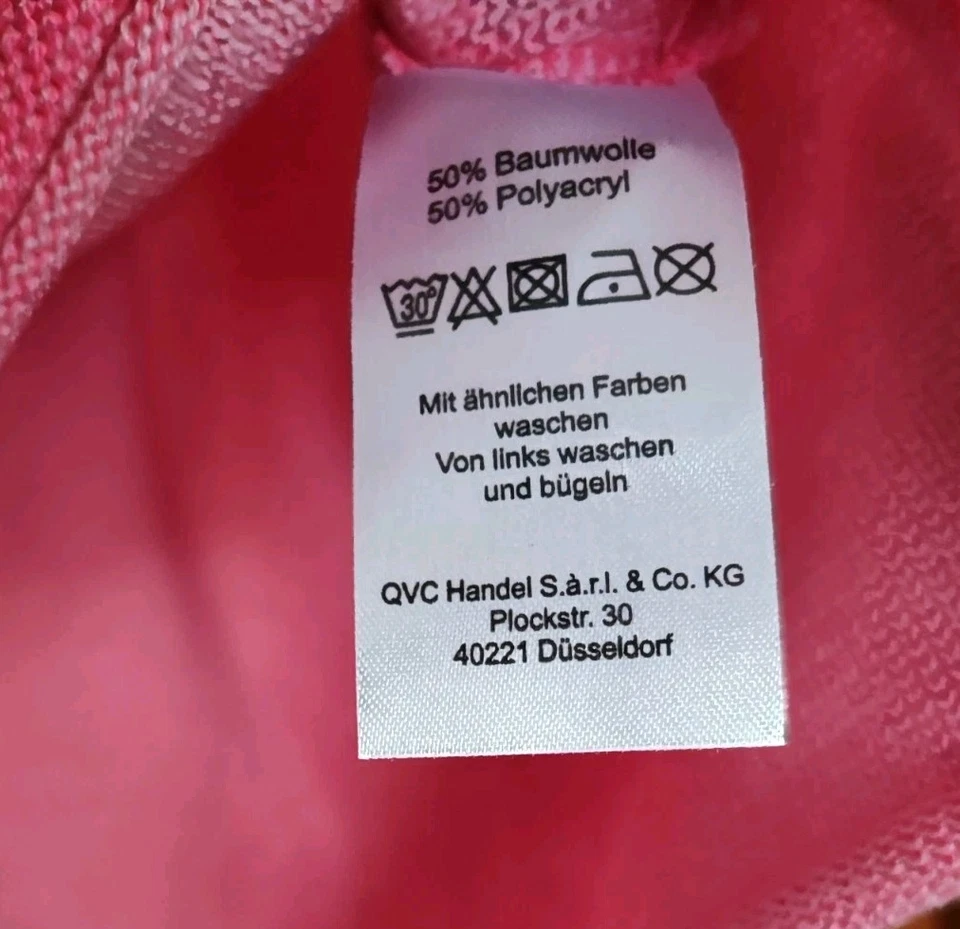 50% Baumwolle
50% Polyacryl
30°
Mit ähnlichen Farben
waschen
Von links waschen
und bügeln
QVC Handel S.à.r.l. & Co. KG
Plockstr. 30
40221 Düsseldorf